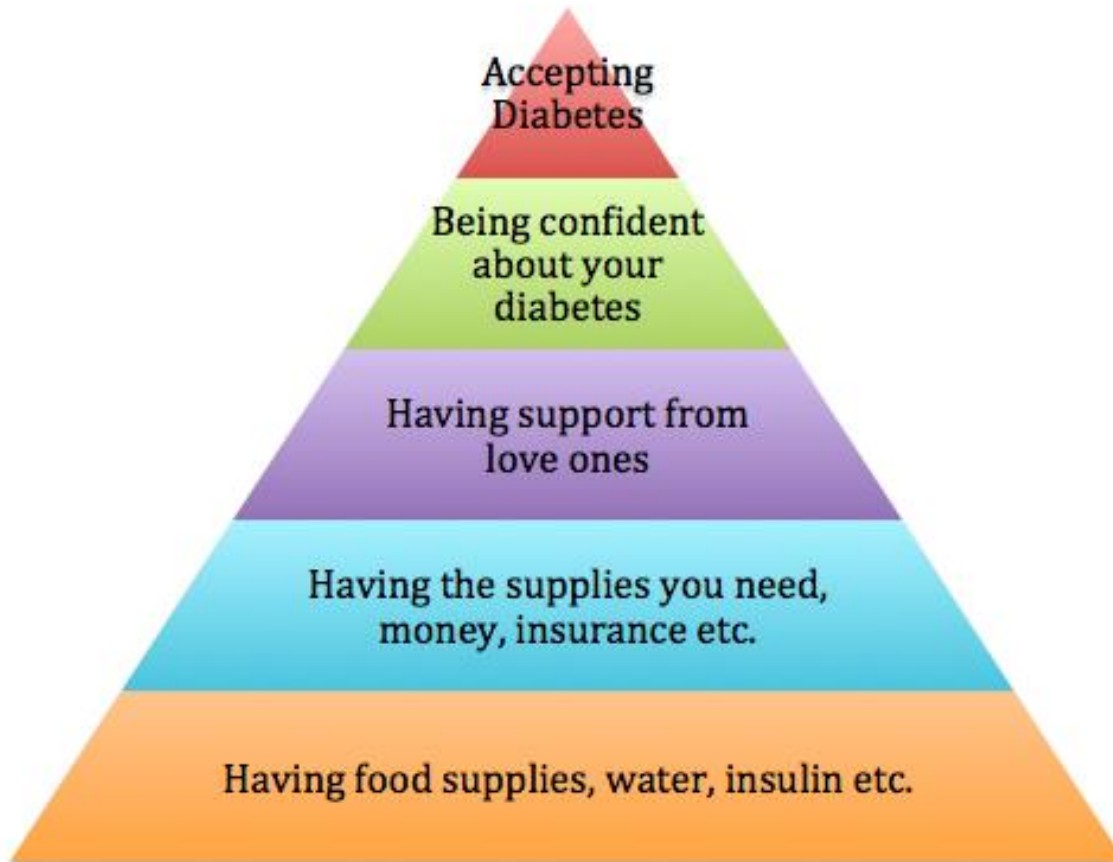 Accepting
Diabetes
Being confident
about your
diabetes
Having support from
love ones
Having the supplies you need,
money, insurance etc.
Having food supplies, water, insulin etc.